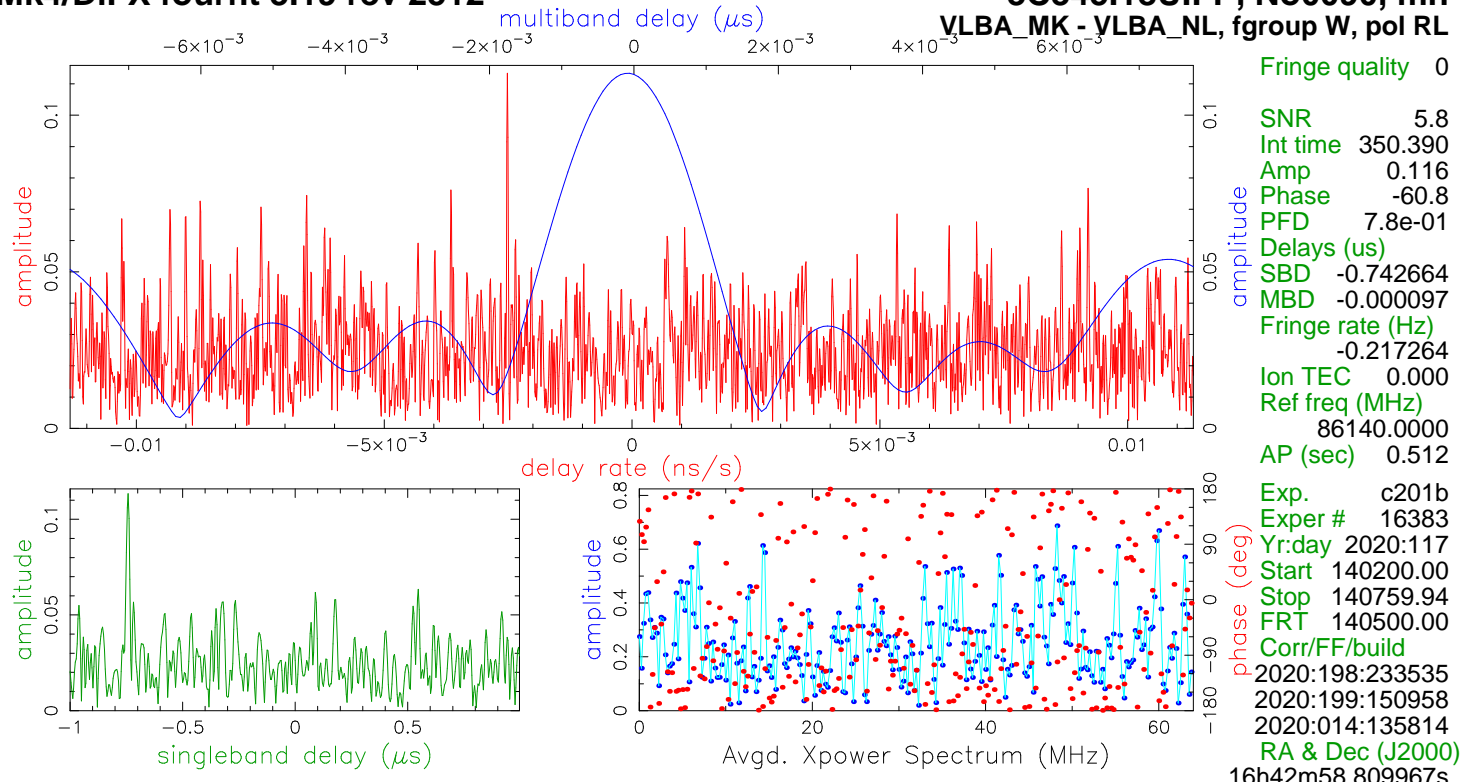 multiband delay (μs)
VLBA_MK - VLBA_NL, fgroup W, pol RL
−6×10⁻³ −4×10⁻³ −2×10⁻³ 0 2×10⁻³ 4×10⁻³ 6×10⁻³
amplitude
0 0.05 0.1
amplitude
0 0.05 0.1
−0.01 −5×10⁻³ 0 5×10⁻³ 0.01
delay rate (ns/s)
amplitude
0 0.05 0.1
−1 −0.5 0 0.5
singleband delay (μs)
amplitude
0 0.2 0.4 0.6 0.8
phase (deg)
−180 −90 0 90 180
0 20 40 60
Avgd. Xpower Spectrum (MHz)
Fringe quality 0
SNR 5.8
Int time 350.390
Amp 0.116
Phase -60.8
PFD 7.8e-01
Delays (us)
SBD -0.742664
MBD -0.000097
Fringe rate (Hz)
-0.217264
Ion TEC 0.000
Ref freq (MHz)
86140.0000
AP (sec) 0.512
Exp. c201b
Exper # 16383
Yr:day 2020:117
Start 140200.00
Stop 140759.94
FRT 140500.00
Corr/FF/build
2020:198:233535
2020:199:150958
2020:014:135814
RA & Dec (J2000)
16h42m58.809967s